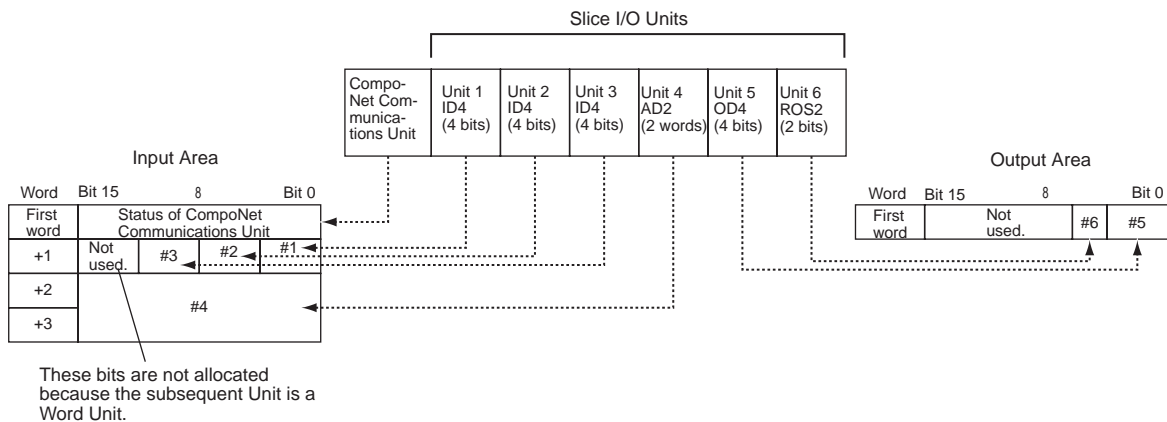 Slice I/O Units
Compo-
Net Com-
munica-
tions Unit
Unit 1
ID4
(4 bits)
Unit 2
ID4
(4 bits)
Unit 3
ID4
(4 bits)
Unit 4
AD2
(2 words)
Unit 5
OD4
(4 bits)
Unit 6
ROS2
(2 bits)
Input Area
Word Bit 15 8 Bit 0
First
word
Status of CompoNet
Communications Unit
+1
Not
used.
#3
#2
#1
+2
#4
+3
These bits are not allocated
because the subsequent Unit is a
Word Unit.
Output Area
Word Bit 15 8 Bit 0
First
word
Not
used.
#6
#5